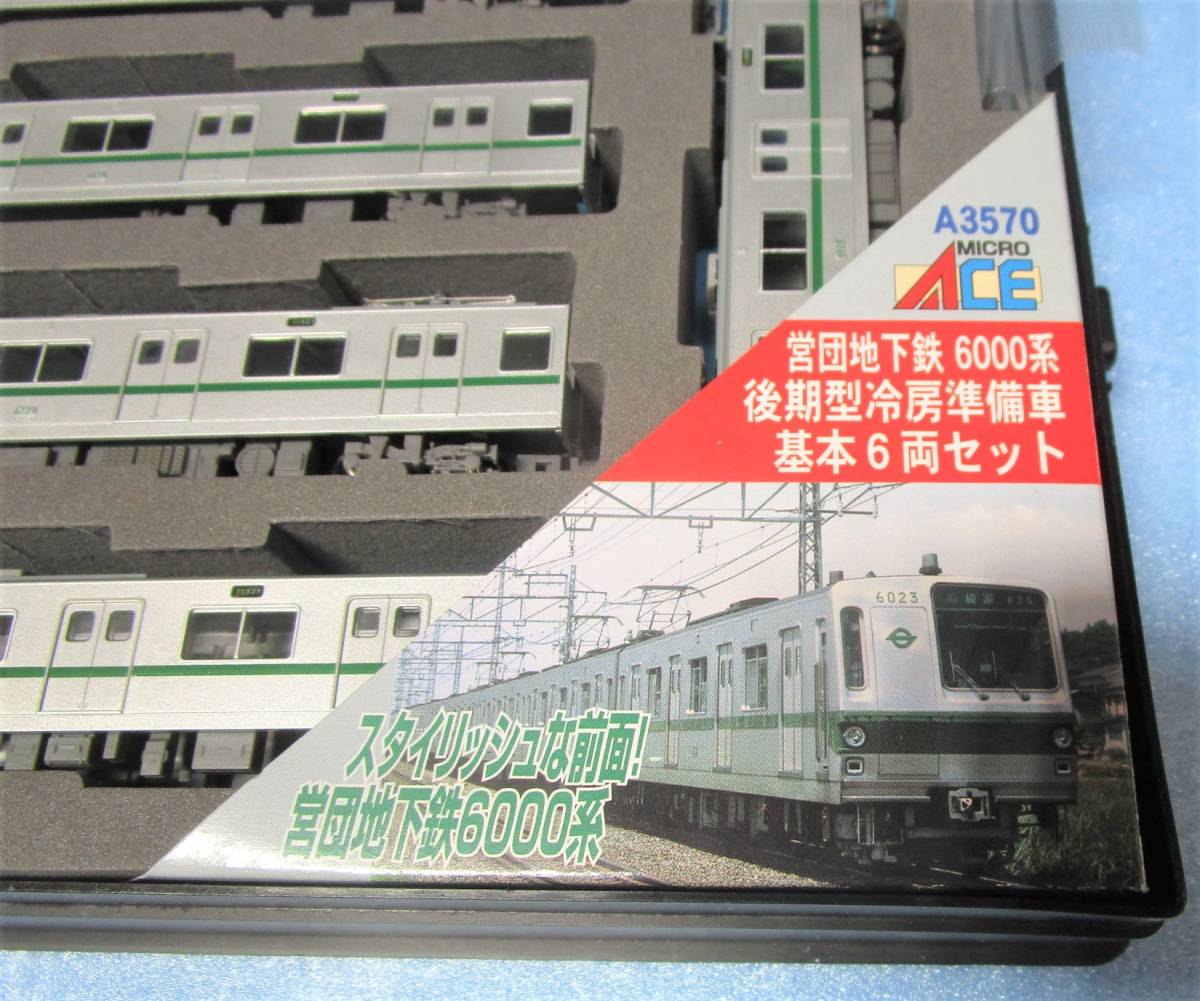 A3570
MICRO
ACE
営団地下鉄 6000系
後期型冷房準備車
基本6両セット
6023
スタイリッシュな前面!
営団地下鉄6000系